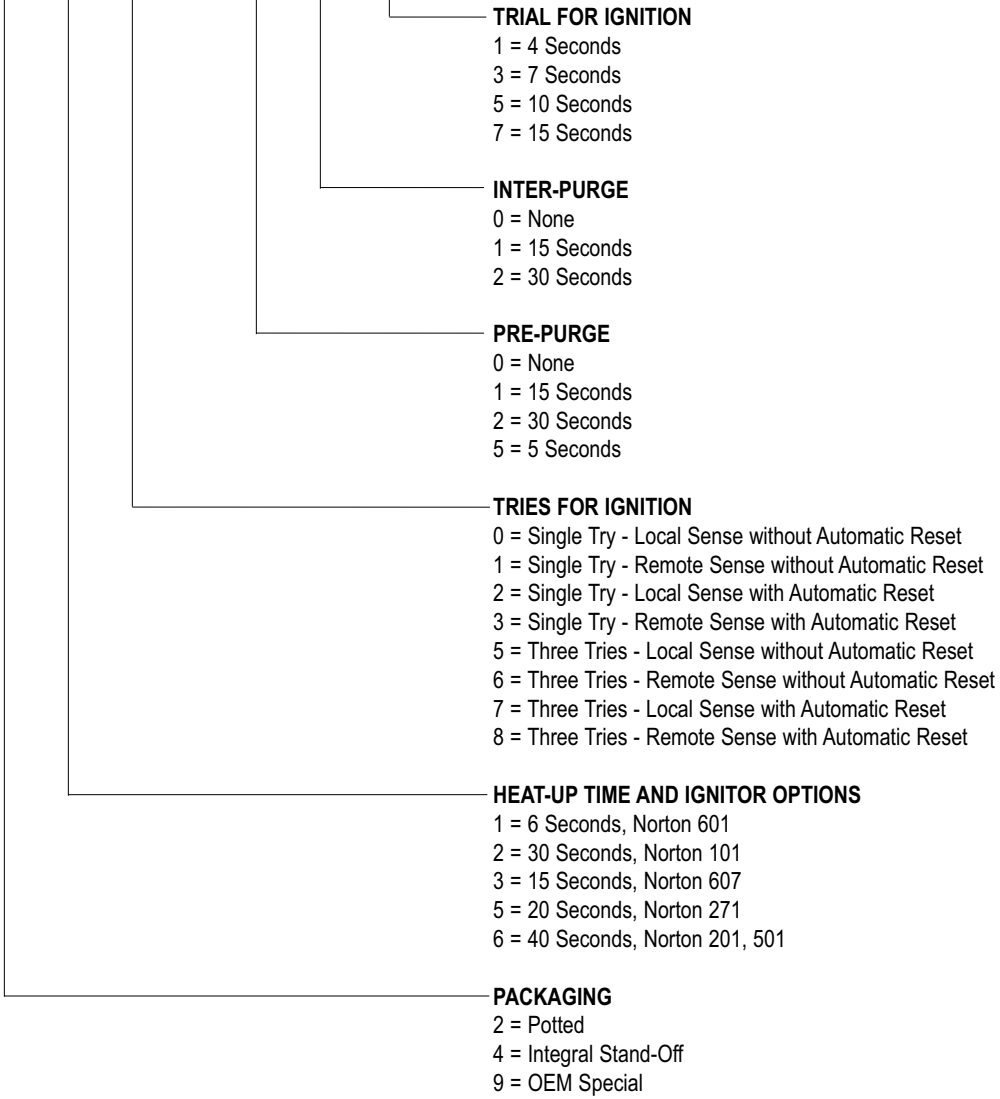 TRIAL FOR IGNITION
1 = 4 Seconds
3 = 7 Seconds
5 = 10 Seconds
7 = 15 Seconds
INTER-PURGE
0 = None
1 = 15 Seconds
2 = 30 Seconds
PRE-PURGE
0 = None
1 = 15 Seconds
2 = 30 Seconds
5 = 5 Seconds
TRIES FOR IGNITION
0 = Single Try - Local Sense without Automatic Reset
1 = Single Try - Remote Sense without Automatic Reset
2 = Single Try - Local Sense with Automatic Reset
3 = Single Try - Remote Sense with Automatic Reset
5 = Three Tries - Local Sense without Automatic Reset
6 = Three Tries - Remote Sense without Automatic Reset
7 = Three Tries - Local Sense with Automatic Reset
8 = Three Tries - Remote Sense with Automatic Reset
HEAT-UP TIME AND IGNITOR OPTIONS
1 = 6 Seconds, Norton 601
2 = 30 Seconds, Norton 101
3 = 15 Seconds, Norton 607
5 = 20 Seconds, Norton 271
6 = 40 Seconds, Norton 201, 501
PACKAGING
2 = Potted
4 = Integral Stand-Off
9 = OEM Special